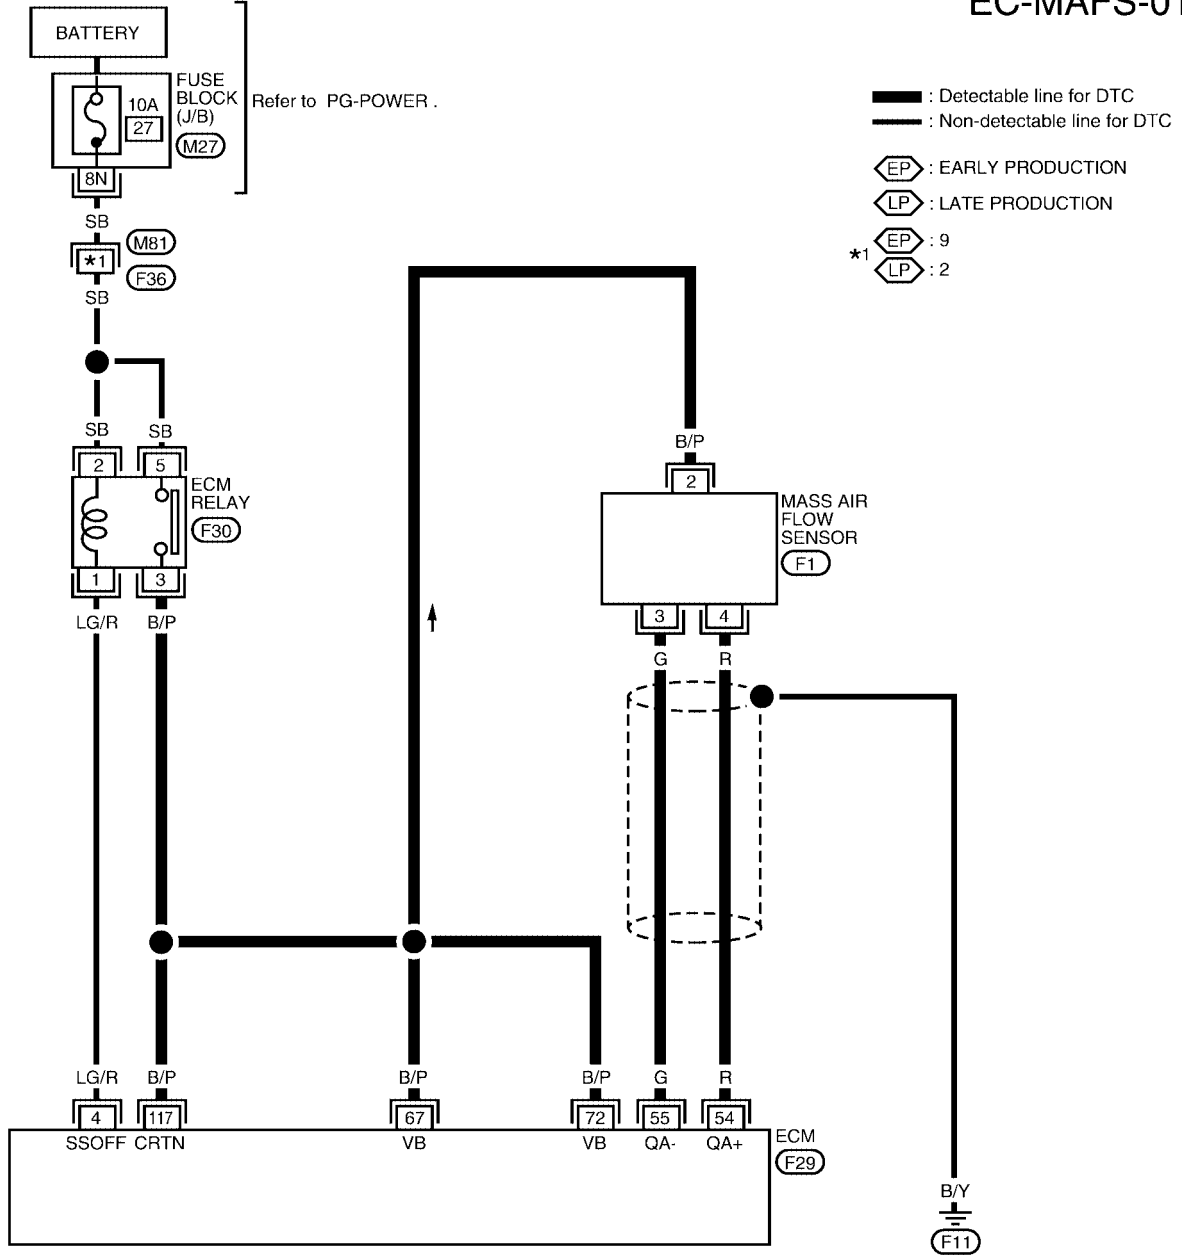 EC-MAFS-01
BATTERY
FUSE
BLOCK
(J/B)
M27
10A
27
Refer to PG-POWER .
8N
SB
M81
*1
F36
SB
: Detectable line for DTC
: Non-detectable line for DTC
EP : EARLY PRODUCTION
LP : LATE PRODUCTION
*1
EP : 9
LP : 2
SB SB
2 5
ECM
RELAY
F30
1 3
LG/R B/P
B/P
2
MASS AIR
FLOW
SENSOR
F1
3 4
G R
LG/R B/P B/P B/P G R
4 117 67 72 55 54
SSOFF CRTN VB VB QA- QA+
ECM
F29
B/Y
F11